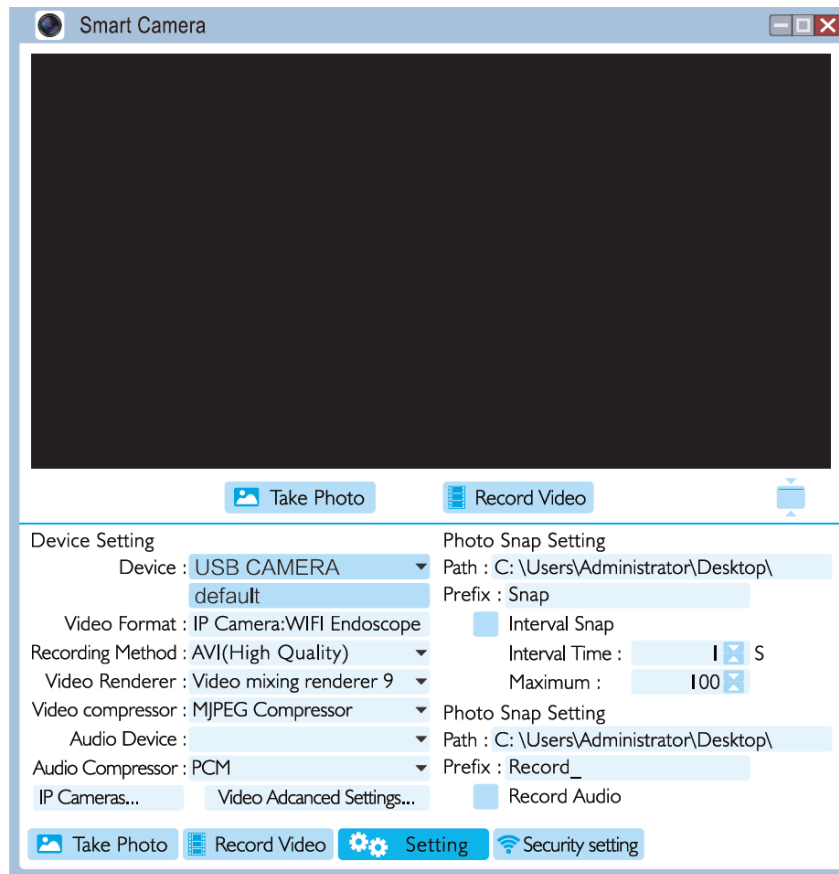 Smart Camera
Take Photo
Record Video
Device Setting
Device : USB CAMERA
default
Video Format : IP Camera:WIFI Endoscope
Recording Method : AVI(High Quality)
Video Renderer : Video mixing renderer 9
Video compressor : MJPEG Compressor
Audio Device :
Audio Compressor : PCM
IP Cameras...
Video Adcanced Settings...
Photo Snap Setting
Path : C: \Users\Administrator\Desktop\
Prefix : Snap
Interval Snap
Interval Time : 1 S
Maximum : 100
Photo Snap Setting
Path : C: \Users\Administrator\Desktop\
Prefix : Record_
Record Audio
Take Photo
Record Video
Setting
Security setting